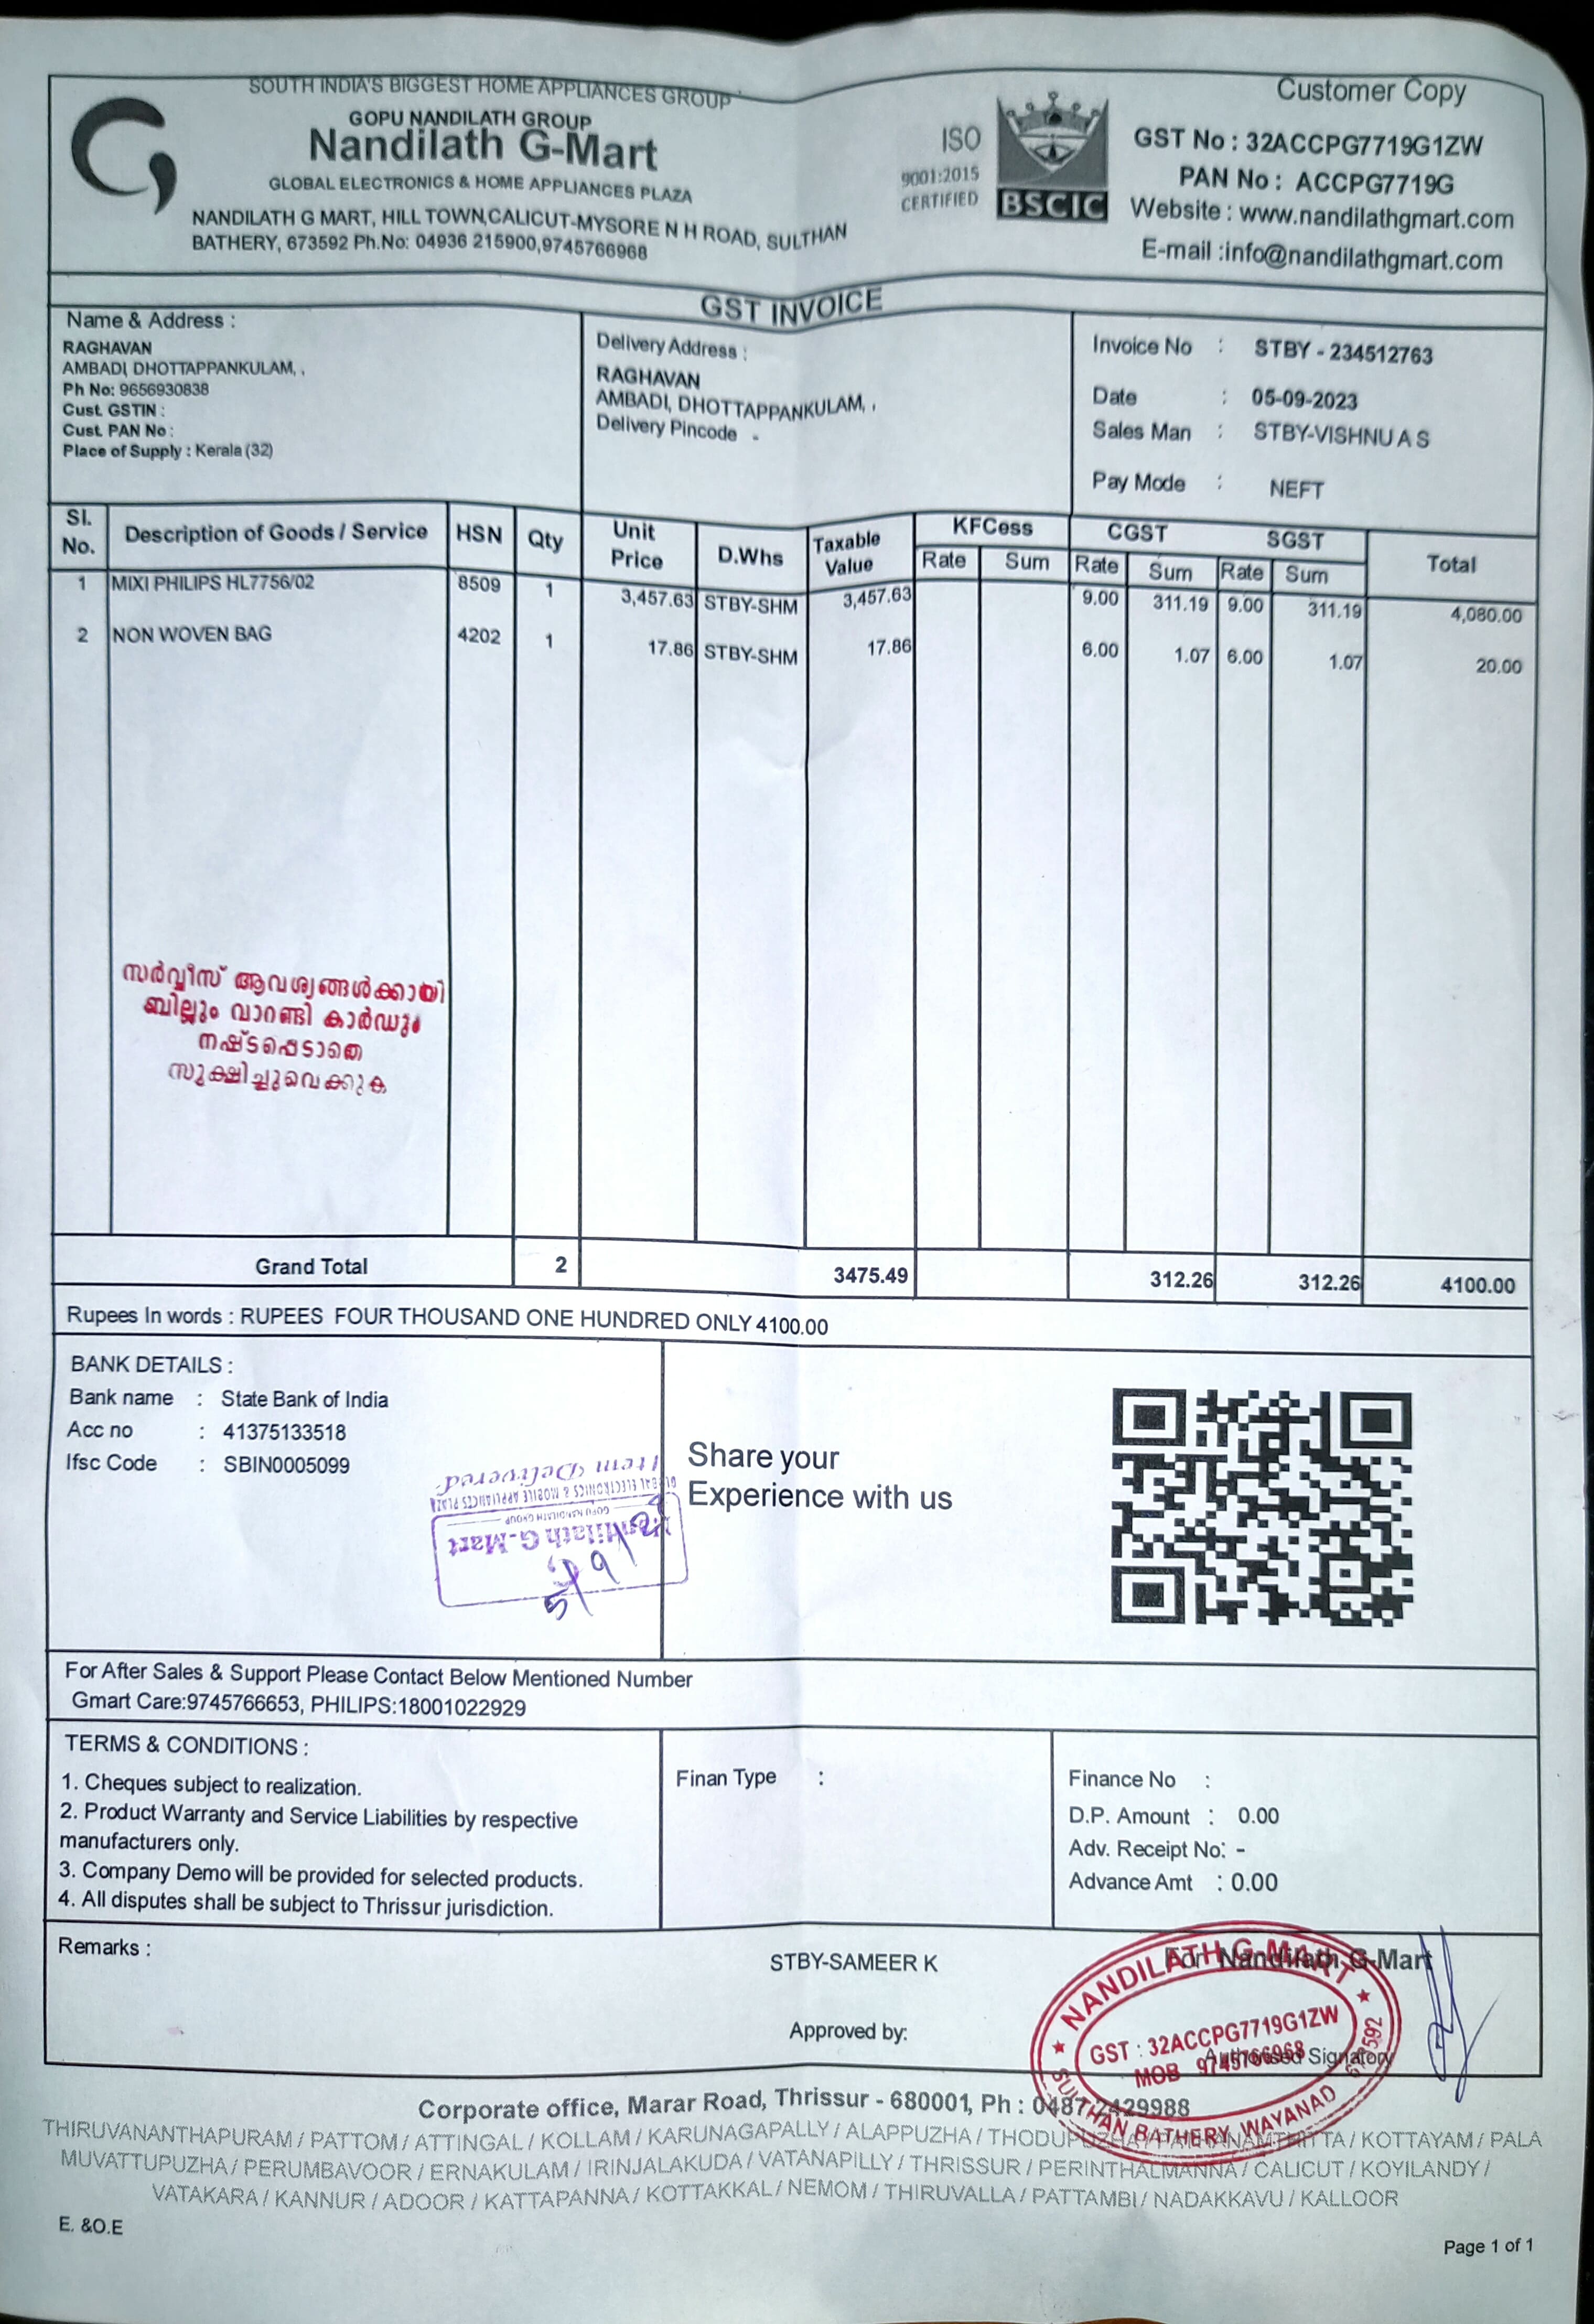 SOUTH INDIA'S BIGGEST HOME APPLIANCES GROUP
GOPU NANDILATH GROUP
Nandilath G-Mart
GLOBAL ELECTRONICS & HOME APPLIANCES PLAZA
NANDILATH G MART, HILL TOWN,CALICUT-MYSORE N H ROAD, SULTHAN
BATHERY, 673592 Ph.No: 04936 215900,9745766968
ISO
9001:2015
CERTIFIED
BSCIC
Customer Copy
GST No : 32ACCPG7719G1ZW
PAN No : ACCPG7719G
Website : www.nandilathgmart.com
E-mail :info@nandilathgmart.com
GST INVOICE
Name & Address :
RAGHAVAN
AMBADI, DHOTTAPPANKULAM, .
Ph No: 9656930838
Cust. GSTIN :
Cust. PAN No :
Place of Supply : Kerala (32)
Delivery Address :
RAGHAVAN
AMBADI, DHOTTAPPANKULAM, .
Delivery Pincode -
Invoice No : STBY - 234512763
Date : 05-09-2023
Sales Man : STBY-VISHNU A S
Pay Mode : NEFT
Sl. No. Description of Goods / Service HSN Qty Unit Price D.Whs Taxable Value KFCess CGST SGST Total
Rate Sum Rate Sum Rate Sum
1 MIXI PHILIPS HL7756/02 8509 1 3,457.63 STBY-SHM 3,457.63 9.00 311.19 9.00 311.19 4,080.00
2 NON WOVEN BAG 4202 1 17.86 STBY-SHM 17.86 6.00 1.07 6.00 1.07 20.00
സർവ്വീസ് ആവശ്യങ്ങൾക്കായി
ബില്ലും വാറണ്ടി കാർഡും
നഷ്ടപ്പെടാതെ
സൂക്ഷിച്ചുവെക്കുക
Grand Total 2 3475.49 312.26 312.26 4100.00
Rupees In words : RUPEES FOUR THOUSAND ONE HUNDRED ONLY 4100.00
BANK DETAILS :
Bank name : State Bank of India
Acc no : 41375133518
Ifsc Code : SBIN0005099
Nandilath G-Mart
GOPU NANDILATH GROUP
GLOBAL ELECTRONICS & MOBILE APPLIANCES PLAZA
Item Delivered
Share your
Experience with us
For After Sales & Support Please Contact Below Mentioned Number
Gmart Care:9745766653, PHILIPS:18001022929
TERMS & CONDITIONS :
1. Cheques subject to realization.
2. Product Warranty and Service Liabilities by respective
manufacturers only.
3. Company Demo will be provided for selected products.
4. All disputes shall be subject to Thrissur jurisdiction.
Finan Type :
Finance No :
D.P. Amount : 0.00
Adv. Receipt No: -
Advance Amt : 0.00
Remarks :
STBY-SAMEER K
Approved by:
For Nandilath G-Mart
Authorised Signatory
NANDILATH G-MART
GST : 32ACCPG7719G1ZW
MOB 9745766968
SULTHAN BATHERY, WAYANAD 673592
Corporate office, Marar Road, Thrissur - 680001, Ph : 0487 2429988
THIRUVANANTHAPURAM / PATTOM / ATTINGAL / KOLLAM / KARUNAGAPALLY / ALAPPUZHA / THODUPUZHA / PATHANAMTHITTA / KOTTAYAM / PALA
MUVATTUPUZHA / PERUMBAVOOR / ERNAKULAM / IRINJALAKUDA / VATANAPILLY / THRISSUR / PERINTHALMANNA / CALICUT / KOYILANDY /
VATAKARA / KANNUR / ADOOR / KATTAPANNA / KOTTAKKAL / NEMOM / THIRUVALLA / PATTAMBI / NADAKKAVU / KALLOOR
E. &O.E
Page 1 of 1